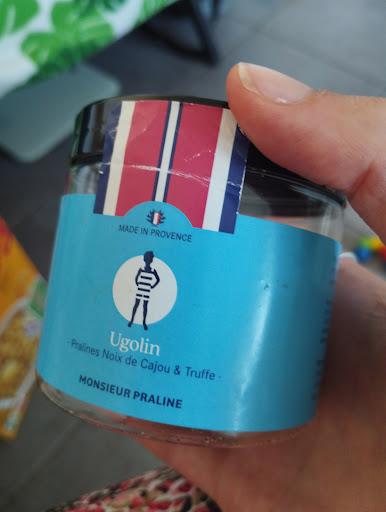 MADE IN PROVENCE
Ugolin
· Pralines Noix de Cajou & Truffe ·
MONSIEUR PRALINE